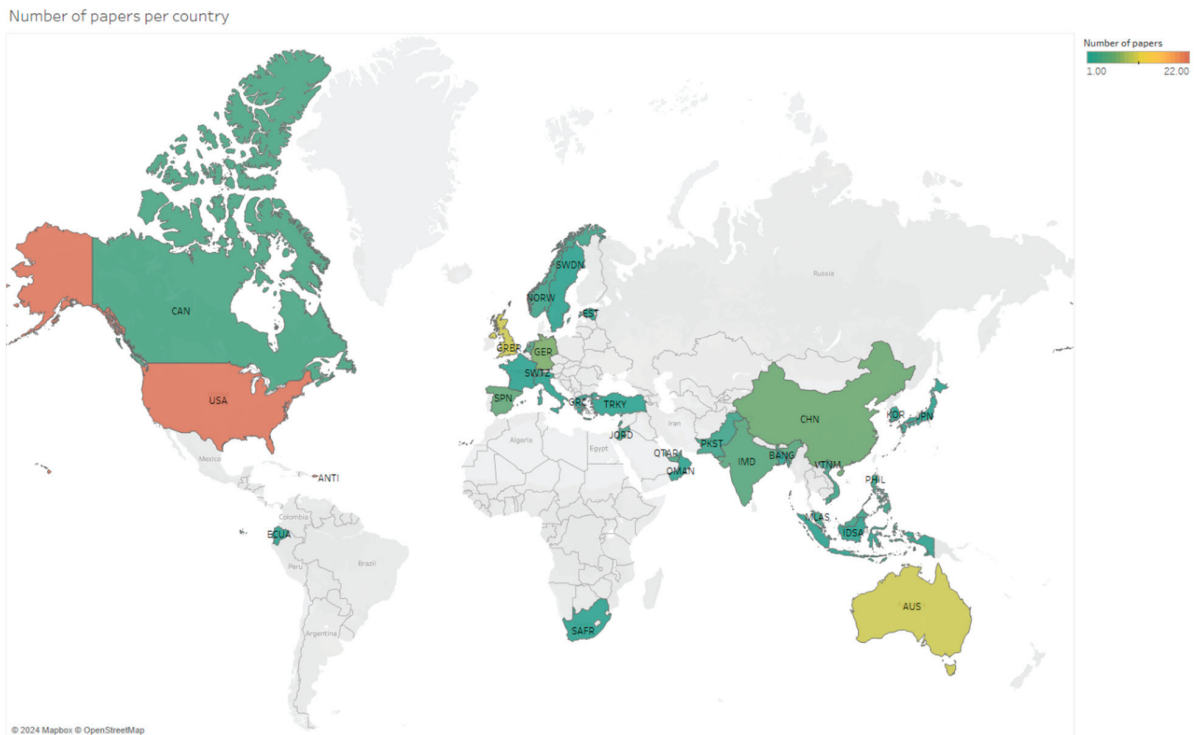 Number of papers per country
Number of papers
1.00 22.00
CAN
USA
Mexico
ANTI
Colombia
ECUA
Peru
Brazil
Argentina
SWDN
NORW
EST
GRBR
GER
SWTZ
SPN
GRC
TRKY
JORD
Algeria
Egypt
Iran
Russia
QTAR
OMAN
PKST
IMD
BANG
CHN
KOR
JPN
VTNM
PHIL
MLAS
IDSA
AUS
SAFR
© 2024 Mapbox © OpenStreetMap